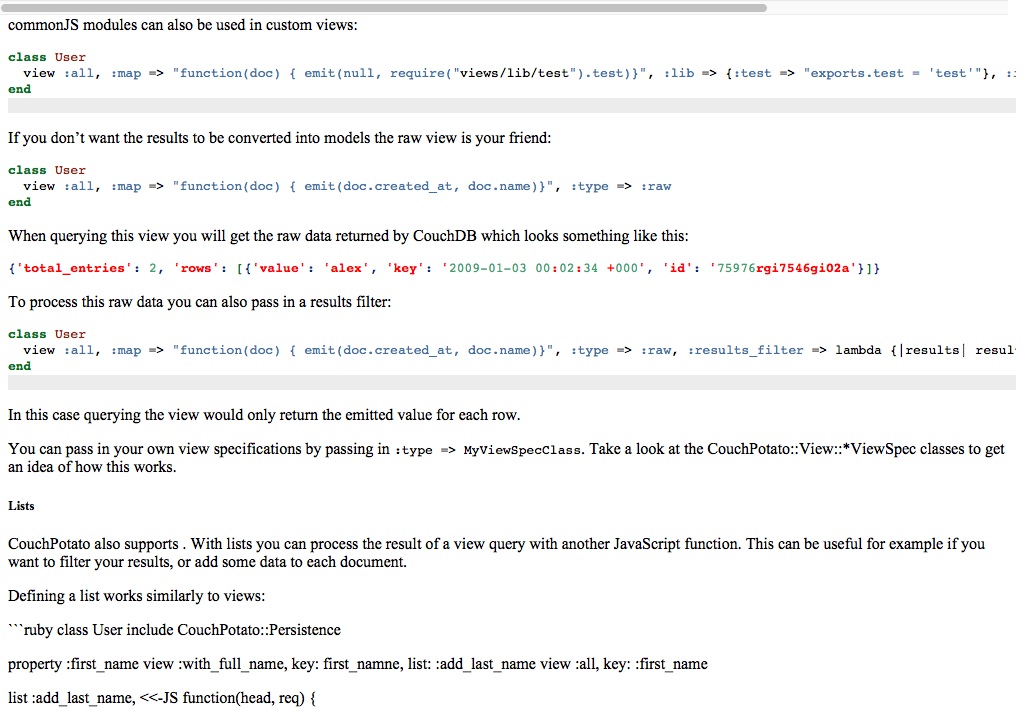 commonJS modules can also be used in custom views:
class User
  view :all, :map => "function(doc) { emit(null, require("views/lib/test").test)}", :lib => {:test => "exports.test = 'test'"},
end
If you don’t want the results to be converted into models the raw view is your friend:
class User
  view :all, :map => "function(doc) { emit(doc.created_at, doc.name)}", :type => :raw
end
When querying this view you will get the raw data returned by CouchDB which looks something like this:
{'total_entries': 2, 'rows': [{'value': 'alex', 'key': '2009-01-03 00:02:34 +000', 'id': '75976rgi7546gi02a'}]}
To process this raw data you can also pass in a results filter:
class User
  view :all, :map => "function(doc) { emit(doc.created_at, doc.name)}", :type => :raw, :results_filter => lambda {|results| resul
end
In this case querying the view would only return the emitted value for each row.
You can pass in your own view specifications by passing in :type => MyViewSpecClass. Take a look at the CouchPotato::View::*ViewSpec classes to get
an idea of how this works.
Lists
CouchPotato also supports . With lists you can process the result of a view query with another JavaScript function. This can be useful for example if you
want to filter your results, or add some data to each document.
Defining a list works similarly to views:
```ruby class User include CouchPotato::Persistence
property :first_name view :with_full_name, key: first_namne, list: :add_last_name view :all, key: :first_name
list :add_last_name, <<-JS function(head, req) {